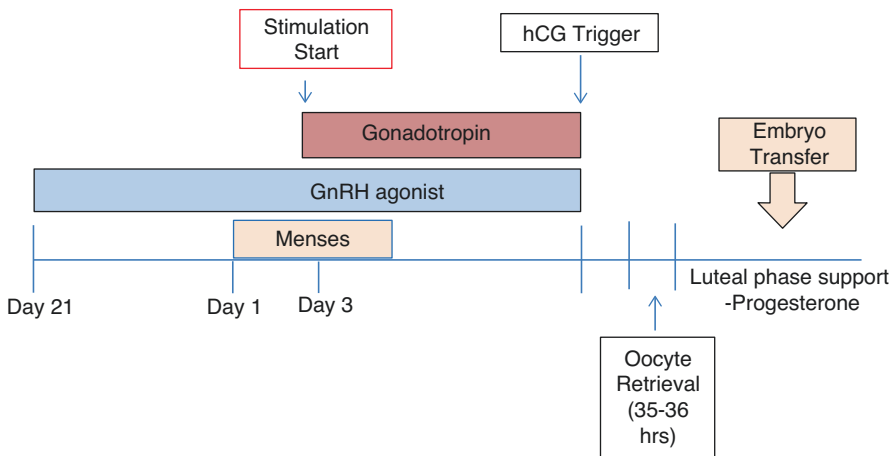 Stimulation
Start
hCG Trigger
Gonadotropin
Embryo
Transfer
GnRH agonist
Menses
Day 21
Day 1
Day 3
Luteal phase support
-Progesterone
Oocyte
Retrieval
(35-36
hrs)